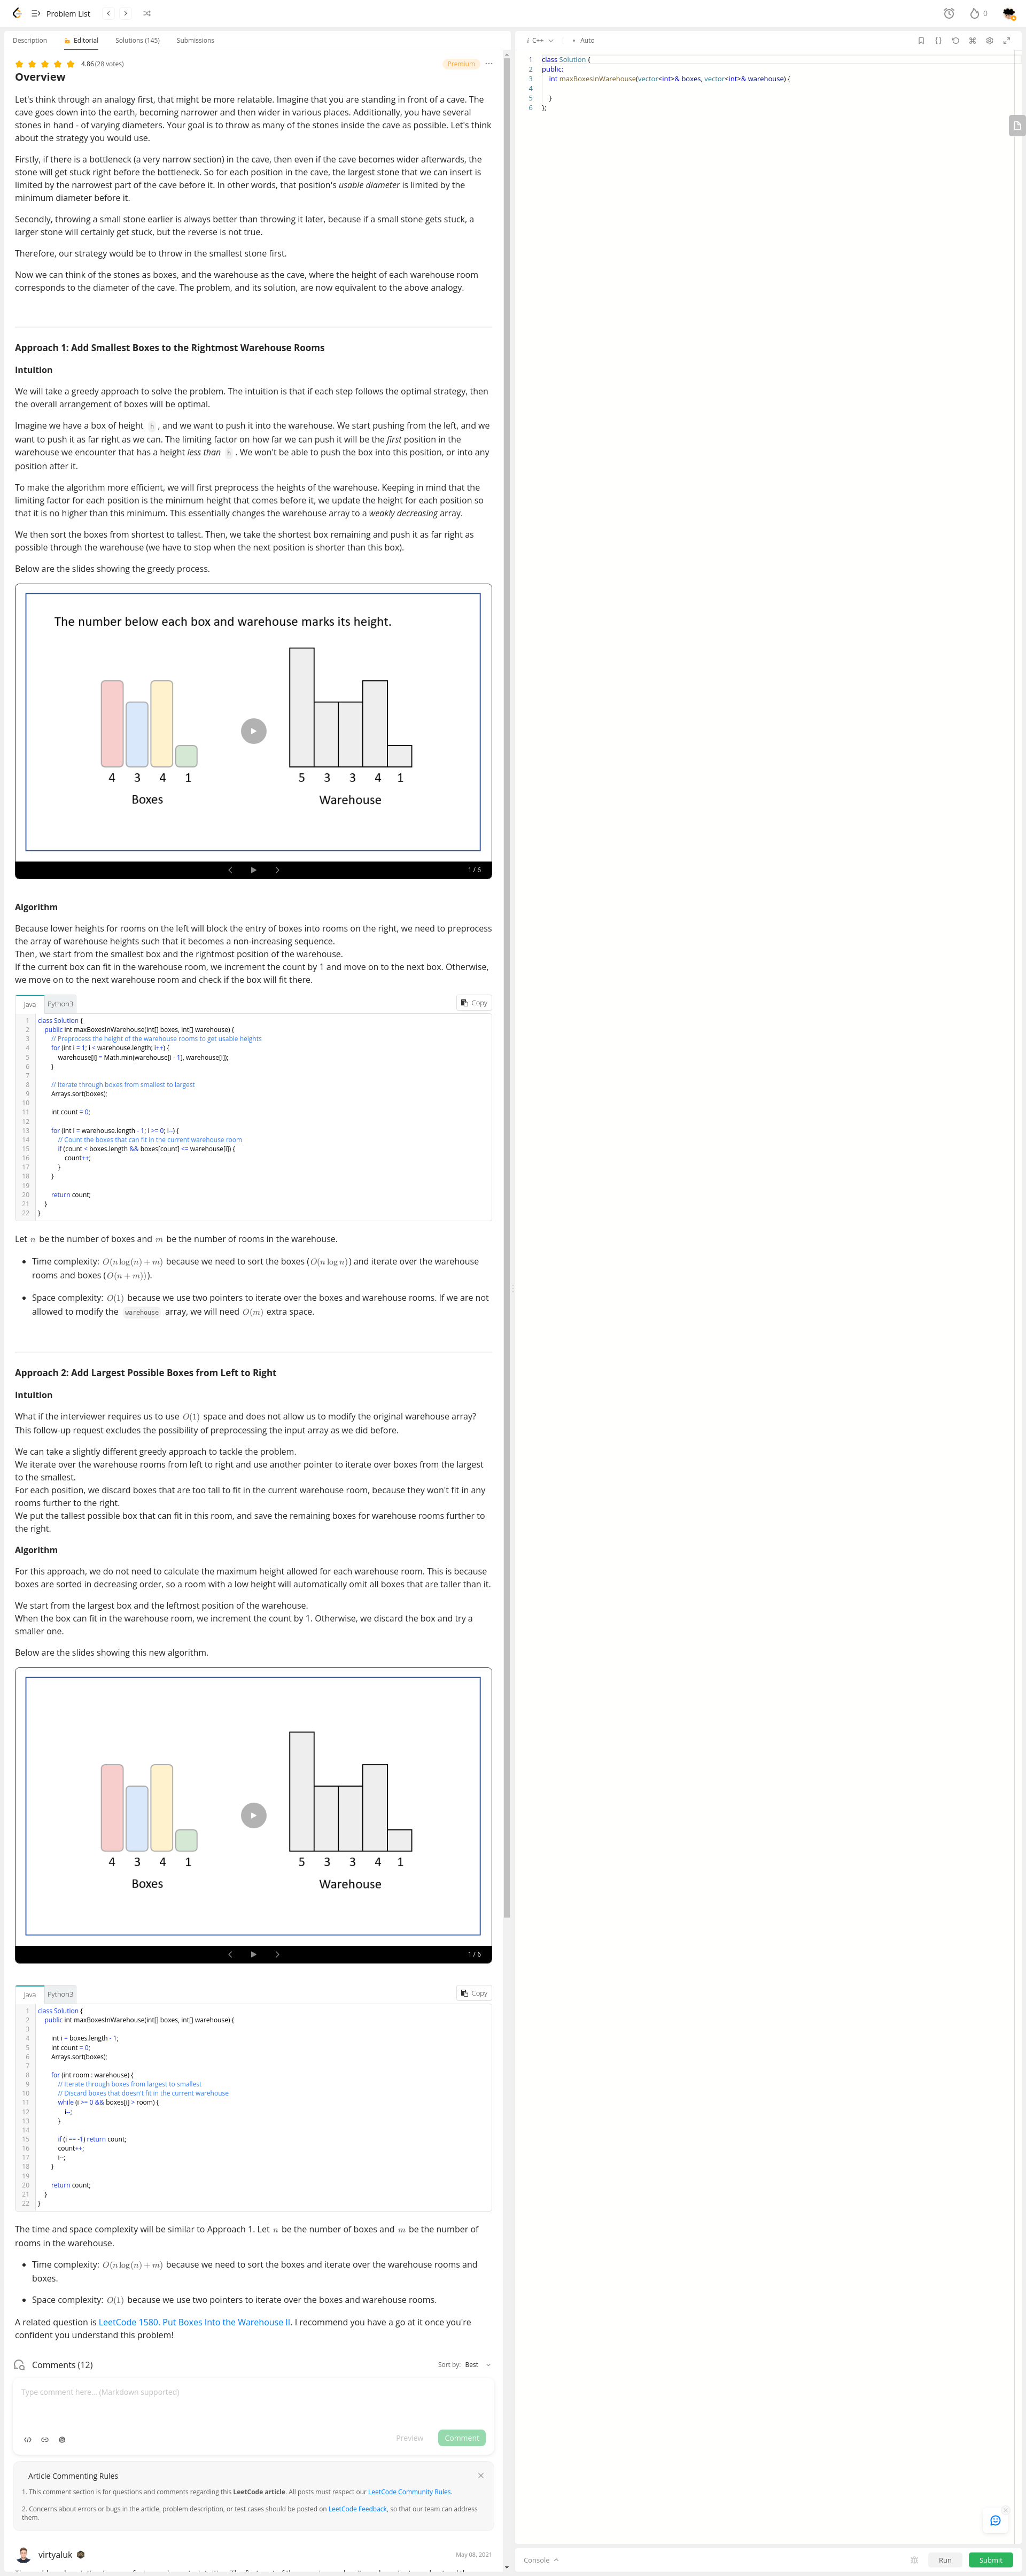 Problem List
0
Description
Editorial
Solutions (145)
Submissions
4.86 (28 votes)
Premium
Overview
Let's think through an analogy first, that might be more relatable. Imagine that you are standing in front of a cave. The
cave goes down into the earth, becoming narrower and then wider in various places. Additionally, you have several
stones in hand - of varying diameters. Your goal is to throw as many of the stones inside the cave as possible. Let's think
about the strategy you would use.
Firstly, if there is a bottleneck (a very narrow section) in the cave, then even if the cave becomes wider afterwards, the
stone will get stuck right before the bottleneck. So for each position in the cave, the largest stone that we can insert is
limited by the narrowest part of the cave before it. In other words, that position's usable diameter is limited by the
minimum diameter before it.
Secondly, throwing a small stone earlier is always better than throwing it later, because if a small stone gets stuck, a
larger stone will certainly get stuck, but the reverse is not true.
Therefore, our strategy would be to throw in the smallest stone first.
Now we can think of the stones as boxes, and the warehouse as the cave, where the height of each warehouse room
corresponds to the diameter of the cave. The problem, and its solution, are now equivalent to the above analogy.
Approach 1: Add Smallest Boxes to the Rightmost Warehouse Rooms
Intuition
We will take a greedy approach to solve the problem. The intuition is that if each step follows the optimal strategy, then
the overall arrangement of boxes will be optimal.
Imagine we have a box of height h , and we want to push it into the warehouse. We start pushing from the left, and we
want to push it as far right as we can. The limiting factor on how far we can push it will be the first position in the
warehouse we encounter that has a height less than h . We won't be able to push the box into this position, or into any
position after it.
To make the algorithm more efficient, we will first preprocess the heights of the warehouse. Keeping in mind that the
limiting factor for each position is the minimum height that comes before it, we update the height for each position so
that it is no higher than this minimum. This essentially changes the warehouse array to a weakly decreasing array.
We then sort the boxes from shortest to tallest. Then, we take the shortest box remaining and push it as far right as
possible through the warehouse (we have to stop when the next position is shorter than this box).
Below are the slides showing the greedy process.
The number below each box and warehouse marks its height.
4 3 4 1
5 3 3 4 1
Boxes
Warehouse
1 / 6
Algorithm
Because lower heights for rooms on the left will block the entry of boxes into rooms on the right, we need to preprocess
the array of warehouse heights such that it becomes a non-increasing sequence.
Then, we start from the smallest box and the rightmost position of the warehouse.
If the current box can fit in the warehouse room, we increment the count by 1 and move on to the next box. Otherwise,
we move on to the next warehouse room and check if the box will fit there.
Java
Python3
Copy
1 class Solution {
2 public int maxBoxesInWarehouse(int[] boxes, int[] warehouse) {
3 // Preprocess the height of the warehouse rooms to get usable heights
4 for (int i = 1; i < warehouse.length; i++) {
5 warehouse[i] = Math.min(warehouse[i - 1], warehouse[i]);
6 }
7
8 // Iterate through boxes from smallest to largest
9 Arrays.sort(boxes);
10
11 int count = 0;
12
13 for (int i = warehouse.length - 1; i >= 0; i--) {
14 // Count the boxes that can fit in the current warehouse room
15 if (count < boxes.length && boxes[count] <= warehouse[i]) {
16 count++;
17 }
18 }
19
20 return count;
21 }
22 }
Let n be the number of boxes and m be the number of rooms in the warehouse.
• Time complexity: O(n log(n) + m) because we need to sort the boxes (O(n log n)) and iterate over the warehouse
rooms and boxes (O(n + m))).
• Space complexity: O(1) because we use two pointers to iterate over the boxes and warehouse rooms. If we are not
allowed to modify the warehouse array, we will need O(m) extra space.
Approach 2: Add Largest Possible Boxes from Left to Right
Intuition
What if the interviewer requires us to use O(1) space and does not allow us to modify the original warehouse array?
This follow-up request excludes the possibility of preprocessing the input array as we did before.
We can take a slightly different greedy approach to tackle the problem.
We iterate over the warehouse rooms from left to right and use another pointer to iterate over boxes from the largest
to the smallest.
For each position, we discard boxes that are too tall to fit in the current warehouse room, because they won't fit in any
rooms further to the right.
We put the tallest possible box that can fit in this room, and save the remaining boxes for warehouse rooms further to
the right.
Algorithm
For this approach, we do not need to calculate the maximum height allowed for each warehouse room. This is because
boxes are sorted in decreasing order, so a room with a low height will automatically omit all boxes that are taller than it.
We start from the largest box and the leftmost position of the warehouse.
When the box can fit in the warehouse room, we increment the count by 1. Otherwise, we discard the box and try a
smaller one.
Below are the slides showing this new algorithm.
4 3 4 1
5 3 3 4 1
Boxes
Warehouse
1 / 6
Java
Python3
Copy
1 class Solution {
2 public int maxBoxesInWarehouse(int[] boxes, int[] warehouse) {
3
4 int i = boxes.length - 1;
5 int count = 0;
6 Arrays.sort(boxes);
7
8 for (int room : warehouse) {
9 // Iterate through boxes from largest to smallest
10 // Discard boxes that doesn't fit in the current warehouse
11 while (i >= 0 && boxes[i] > room) {
12 i--;
13 }
14
15 if (i == -1) return count;
16 count++;
17 i--;
18 }
19
20 return count;
21 }
22 }
The time and space complexity will be similar to Approach 1. Let n be the number of boxes and m be the number of
rooms in the warehouse.
• Time complexity: O(n log(n) + m) because we need to sort the boxes and iterate over the warehouse rooms and
boxes.
• Space complexity: O(1) because we use two pointers to iterate over the boxes and warehouse rooms.
A related question is LeetCode 1580. Put Boxes Into the Warehouse II. I recommend you have a go at it once you're
confident you understand this problem!
Comments (12)
Sort by: Best
Type comment here... (Markdown supported)
Preview
Comment
Article Commenting Rules
1. This comment section is for questions and comments regarding this LeetCode article. All posts must respect our LeetCode Community Rules.
2. Concerns about errors or bugs in the article, problem description, or test cases should be posted on LeetCode Feedback, so that our team can address
them.
virtyaluk
May 08, 2021
i C++
• Auto
1 class Solution {
2 public:
3 int maxBoxesInWarehouse(vector<int>& boxes, vector<int>& warehouse) {
4
5 }
6 };
Console
Run
Submit